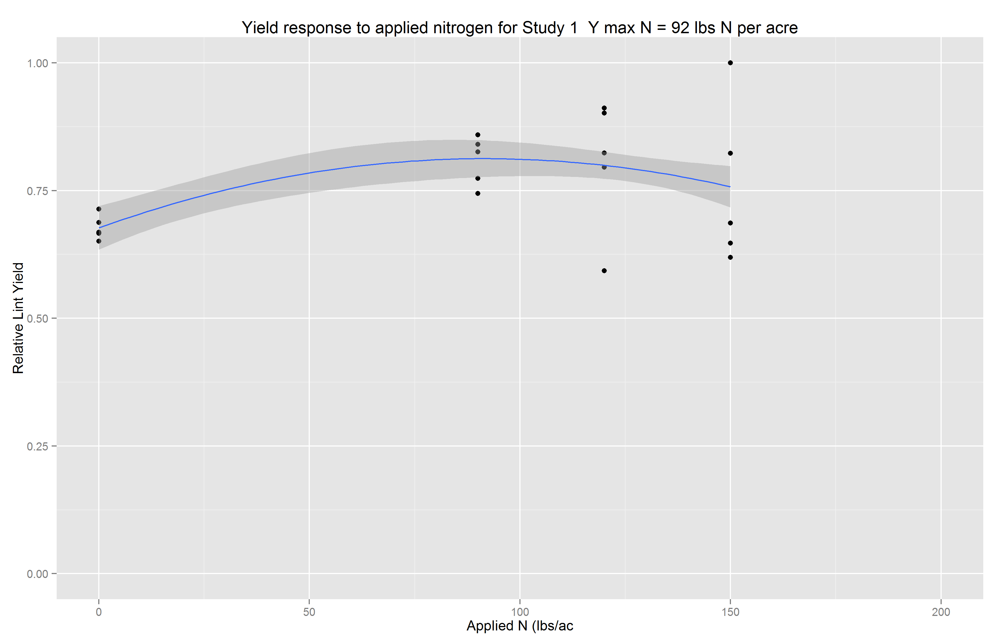 Yield response to applied nitrogen for Study 1  Y max N = 92 lbs N per acre
Relative Lint Yield
1.00
0.75
0.50
0.25
0.00
0 50 100 150 200
Applied N (lbs/ac